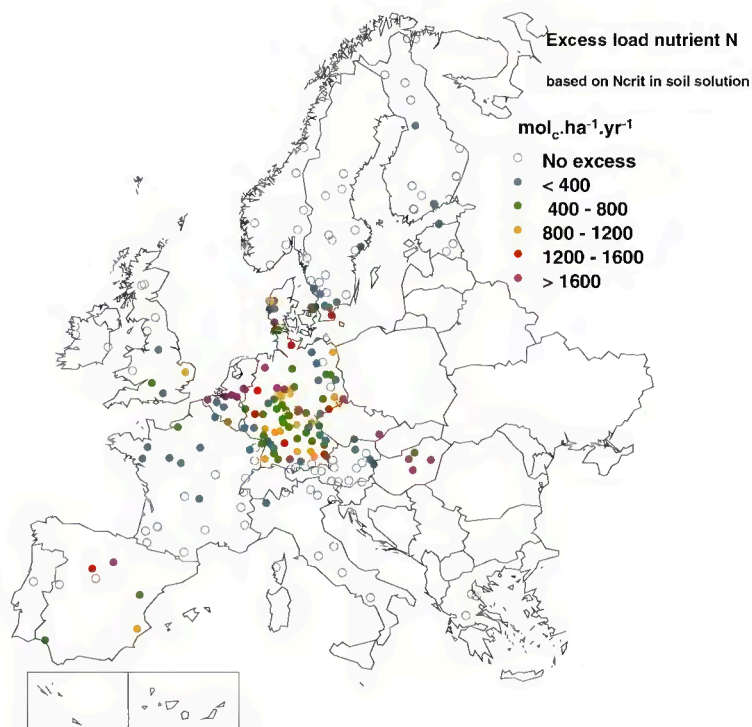 Excess load nutrient N
based on Ncrit in soil solution
molc.ha-1.yr-1
No excess
< 400
400 - 800
800 - 1200
1200 - 1600
> 1600